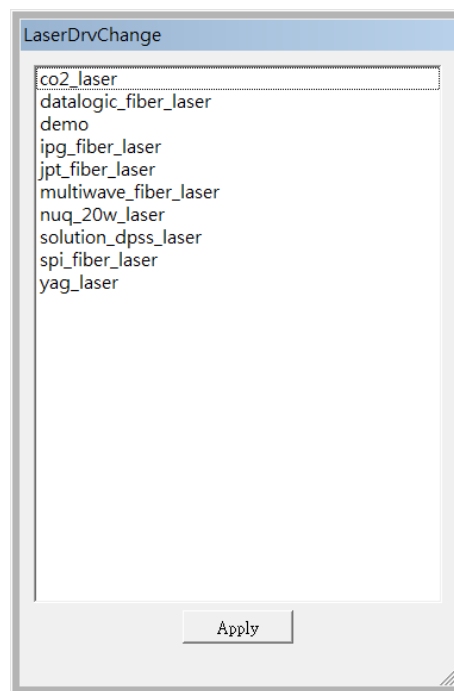 LaserDrvChange
co2_laser
datalogic_fiber_laser
demo
ipg_fiber_laser
jpt_fiber_laser
multiwave_fiber_laser
nuq_20w_laser
solution_dpss_laser
spi_fiber_laser
yag_laser
Apply